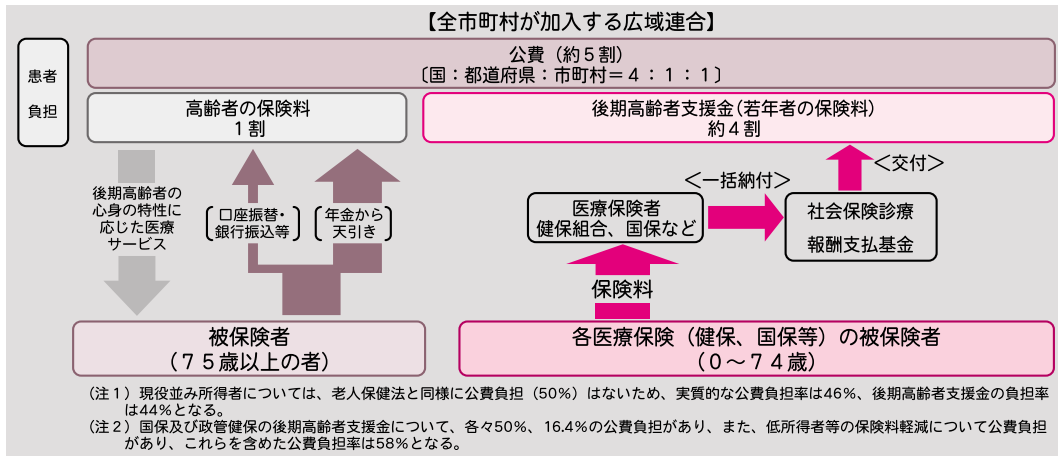 【全市町村が加入する広域連合】
患者
負担
公費（約５割）
〔国：都道府県：市町村＝４：１：１〕
高齢者の保険料
１割
後期高齢者支援金（若年者の保険料）
約４割
後期高齢者の
心身の特性に
応じた医療
サービス
口座振替・
銀行振込等
年金から
天引き
＜一括納付＞
＜交付＞
医療保険者
健保組合、国保など
社会保険診療
報酬支払基金
保険料
被保険者
（７５歳以上の者）
各医療保険（健保、国保等）の被保険者
（０～７４歳）
（注１）現役並み所得者については、老人保健法と同様に公費負担（50%）はないため、実質的な公費負担率は46%、後期高齢者支援金の負担率
は44%となる。
（注２）国保及び政管健保の後期高齢者支援金について、各々50%、16.4%の公費負担があり、また、低所得者等の保険料軽減について公費負担
があり、これらを含めた公費負担率は58%となる。